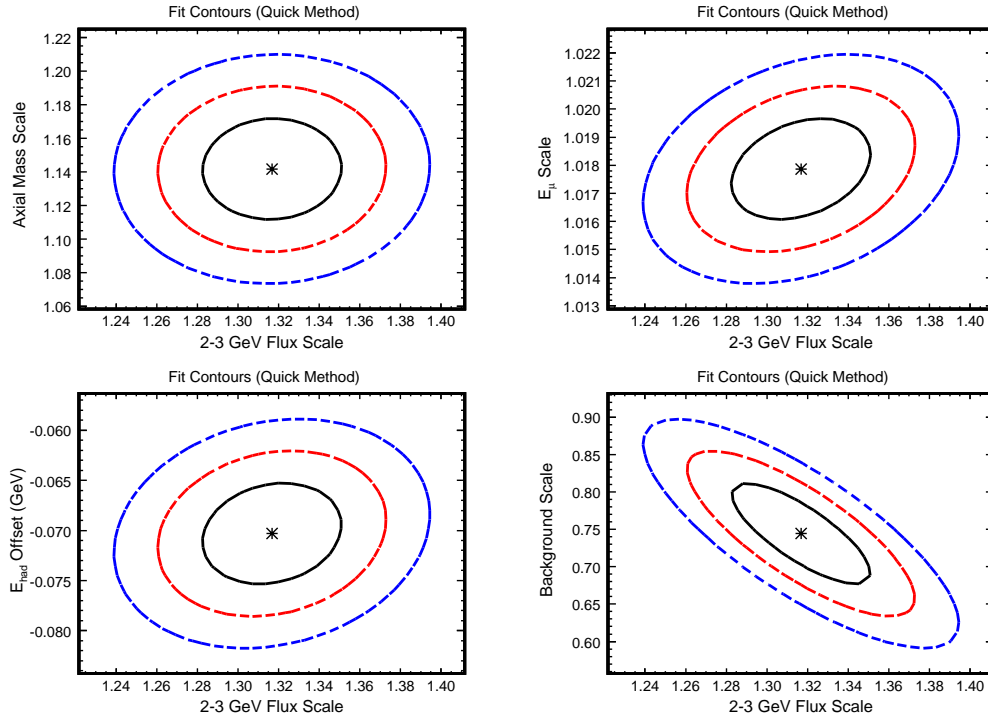 Fit Contours (Quick Method)
Axial Mass Scale
1.22
1.20
1.18
1.16
1.14
1.12
1.10
1.08
1.06
1.24 1.26 1.28 1.30 1.32 1.34 1.36 1.38 1.40
2-3 GeV Flux Scale
Fit Contours (Quick Method)
Eμ Scale
1.022
1.021
1.020
1.019
1.018
1.017
1.016
1.015
1.014
1.013
1.24 1.26 1.28 1.30 1.32 1.34 1.36 1.38 1.40
2-3 GeV Flux Scale
Fit Contours (Quick Method)
Ehad Offset (GeV)
-0.060
-0.065
-0.070
-0.075
-0.080
1.24 1.26 1.28 1.30 1.32 1.34 1.36 1.38 1.40
2-3 GeV Flux Scale
Fit Contours (Quick Method)
Background Scale
0.90
0.85
0.80
0.75
0.70
0.65
0.60
1.24 1.26 1.28 1.30 1.32 1.34 1.36 1.38 1.40
2-3 GeV Flux Scale